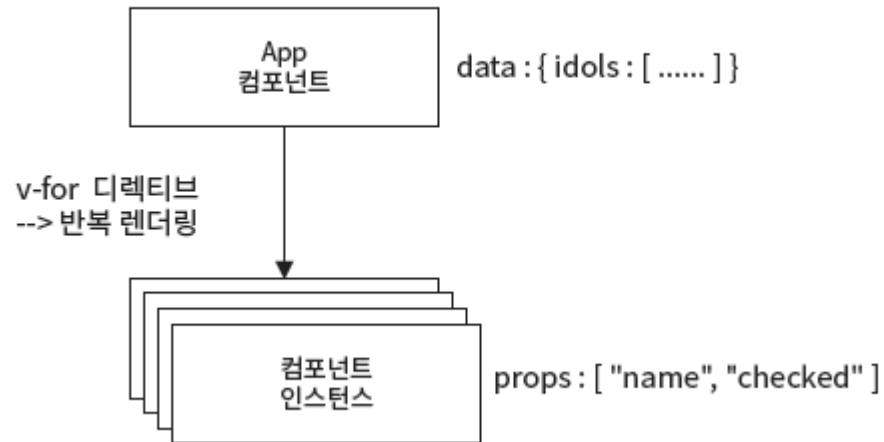 App
컴포넌트
data : { idols : [ ...... ] }
v-for 디렉티브
--> 반복 렌더링
컴포넌트
인스턴스
props : [ "name", "checked" ]